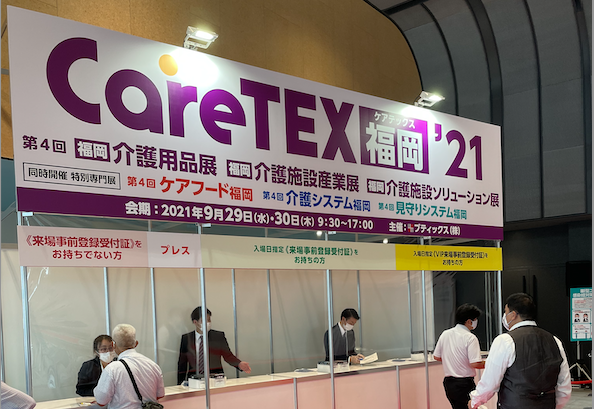 CareTEX ケアテックス 福岡 '21
第4回 福岡 介護用品展 福岡 介護施設産業展 福岡 介護施設ソリューション展
同時開催 特別専門展 第4回 ケアフード福岡 第4回 介護システム福岡 第4回 見守りシステム福岡
会期：2021年9月29日(水)・30日(木) 9:30~17:00 主催：ブティックス(株)
《来場事前登録受付証》を
お持ちでない方
プレス
入場日指定《来場事前登録受付証》を
お持ちの方
入場日指定《VIP来場事前登録受付証》を
お持ちの方